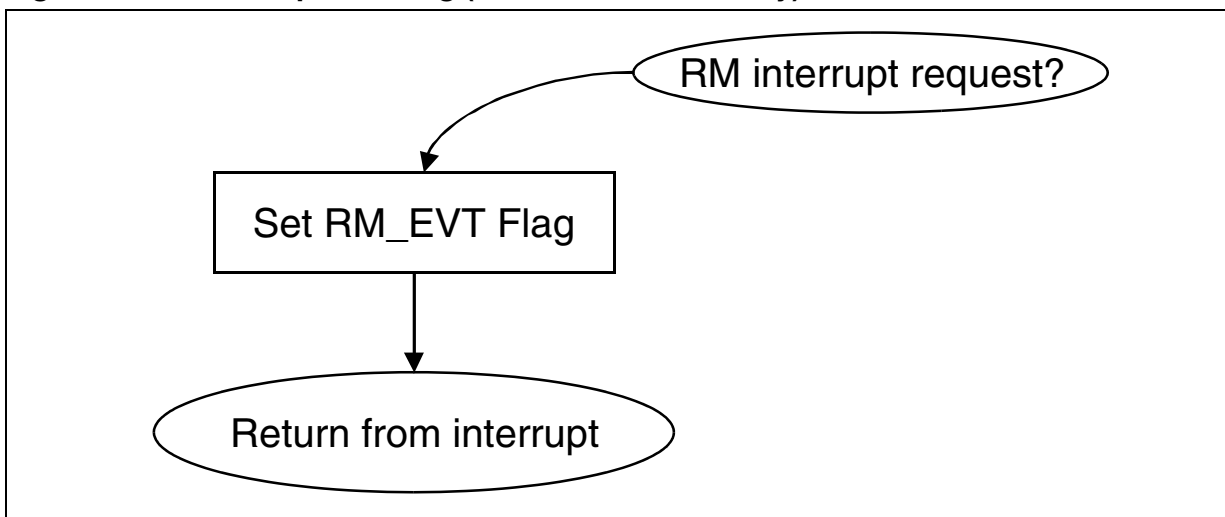 RM interrupt request?
Set RM_EVT Flag
Return from interrupt